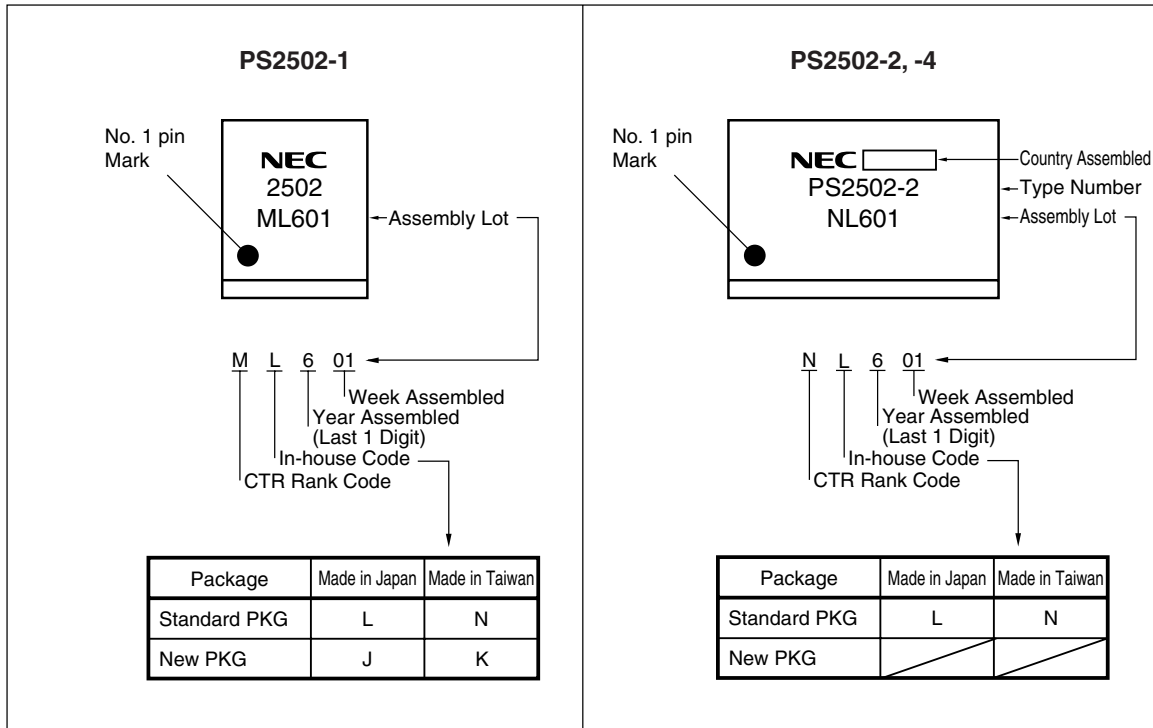 PS2502-1
No. 1 pin
Mark
NEC
2502
ML601
Assembly Lot
M L 6 01
Week Assembled
Year Assembled
(Last 1 Digit)
In-house Code
CTR Rank Code
Package Made in Japan Made in Taiwan
Standard PKG L N
New PKG J K
PS2502-2, -4
No. 1 pin
Mark
NEC
PS2502-2
NL601
Country Assembled
Type Number
Assembly Lot
N L 6 01
Week Assembled
Year Assembled
(Last 1 Digit)
In-house Code
CTR Rank Code
Package Made in Japan Made in Taiwan
Standard PKG L N
New PKG